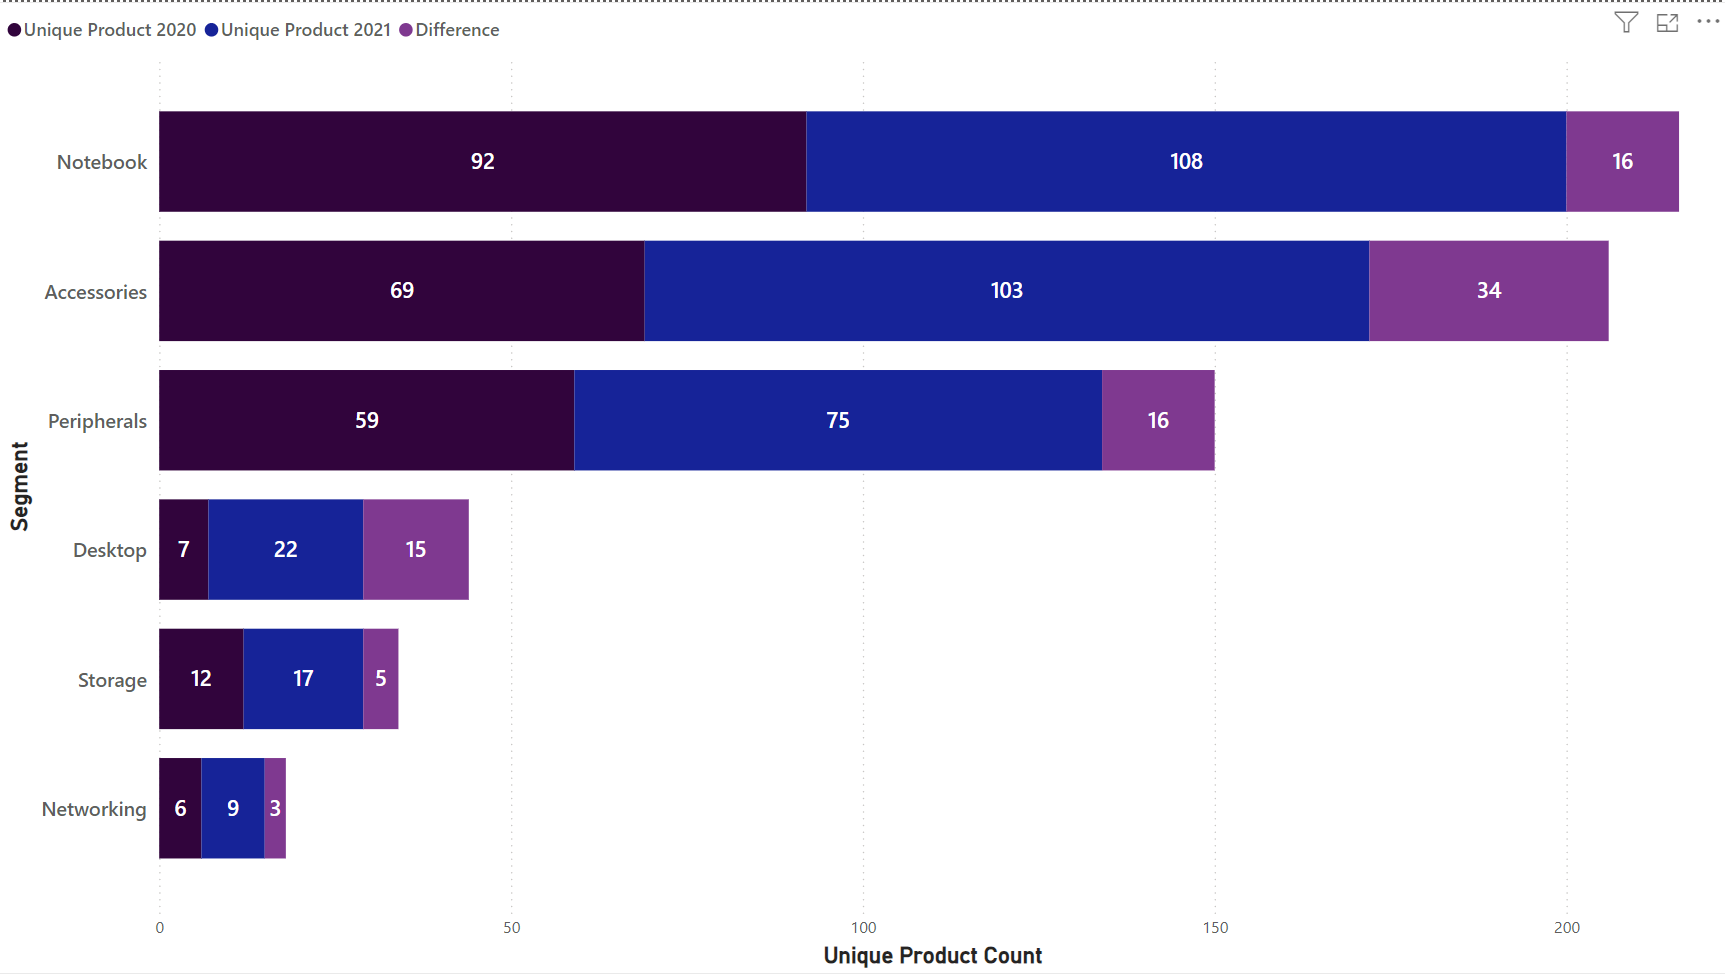 Unique Product 2020 Unique Product 2021 Difference
Notebook 92 108 16
Accessories 69 103 34
Peripherals 59 75 16
Desktop 7 22 15
Storage 12 17 5
Networking 6 9 3
Segment
0 50 100 150 200
Unique Product Count